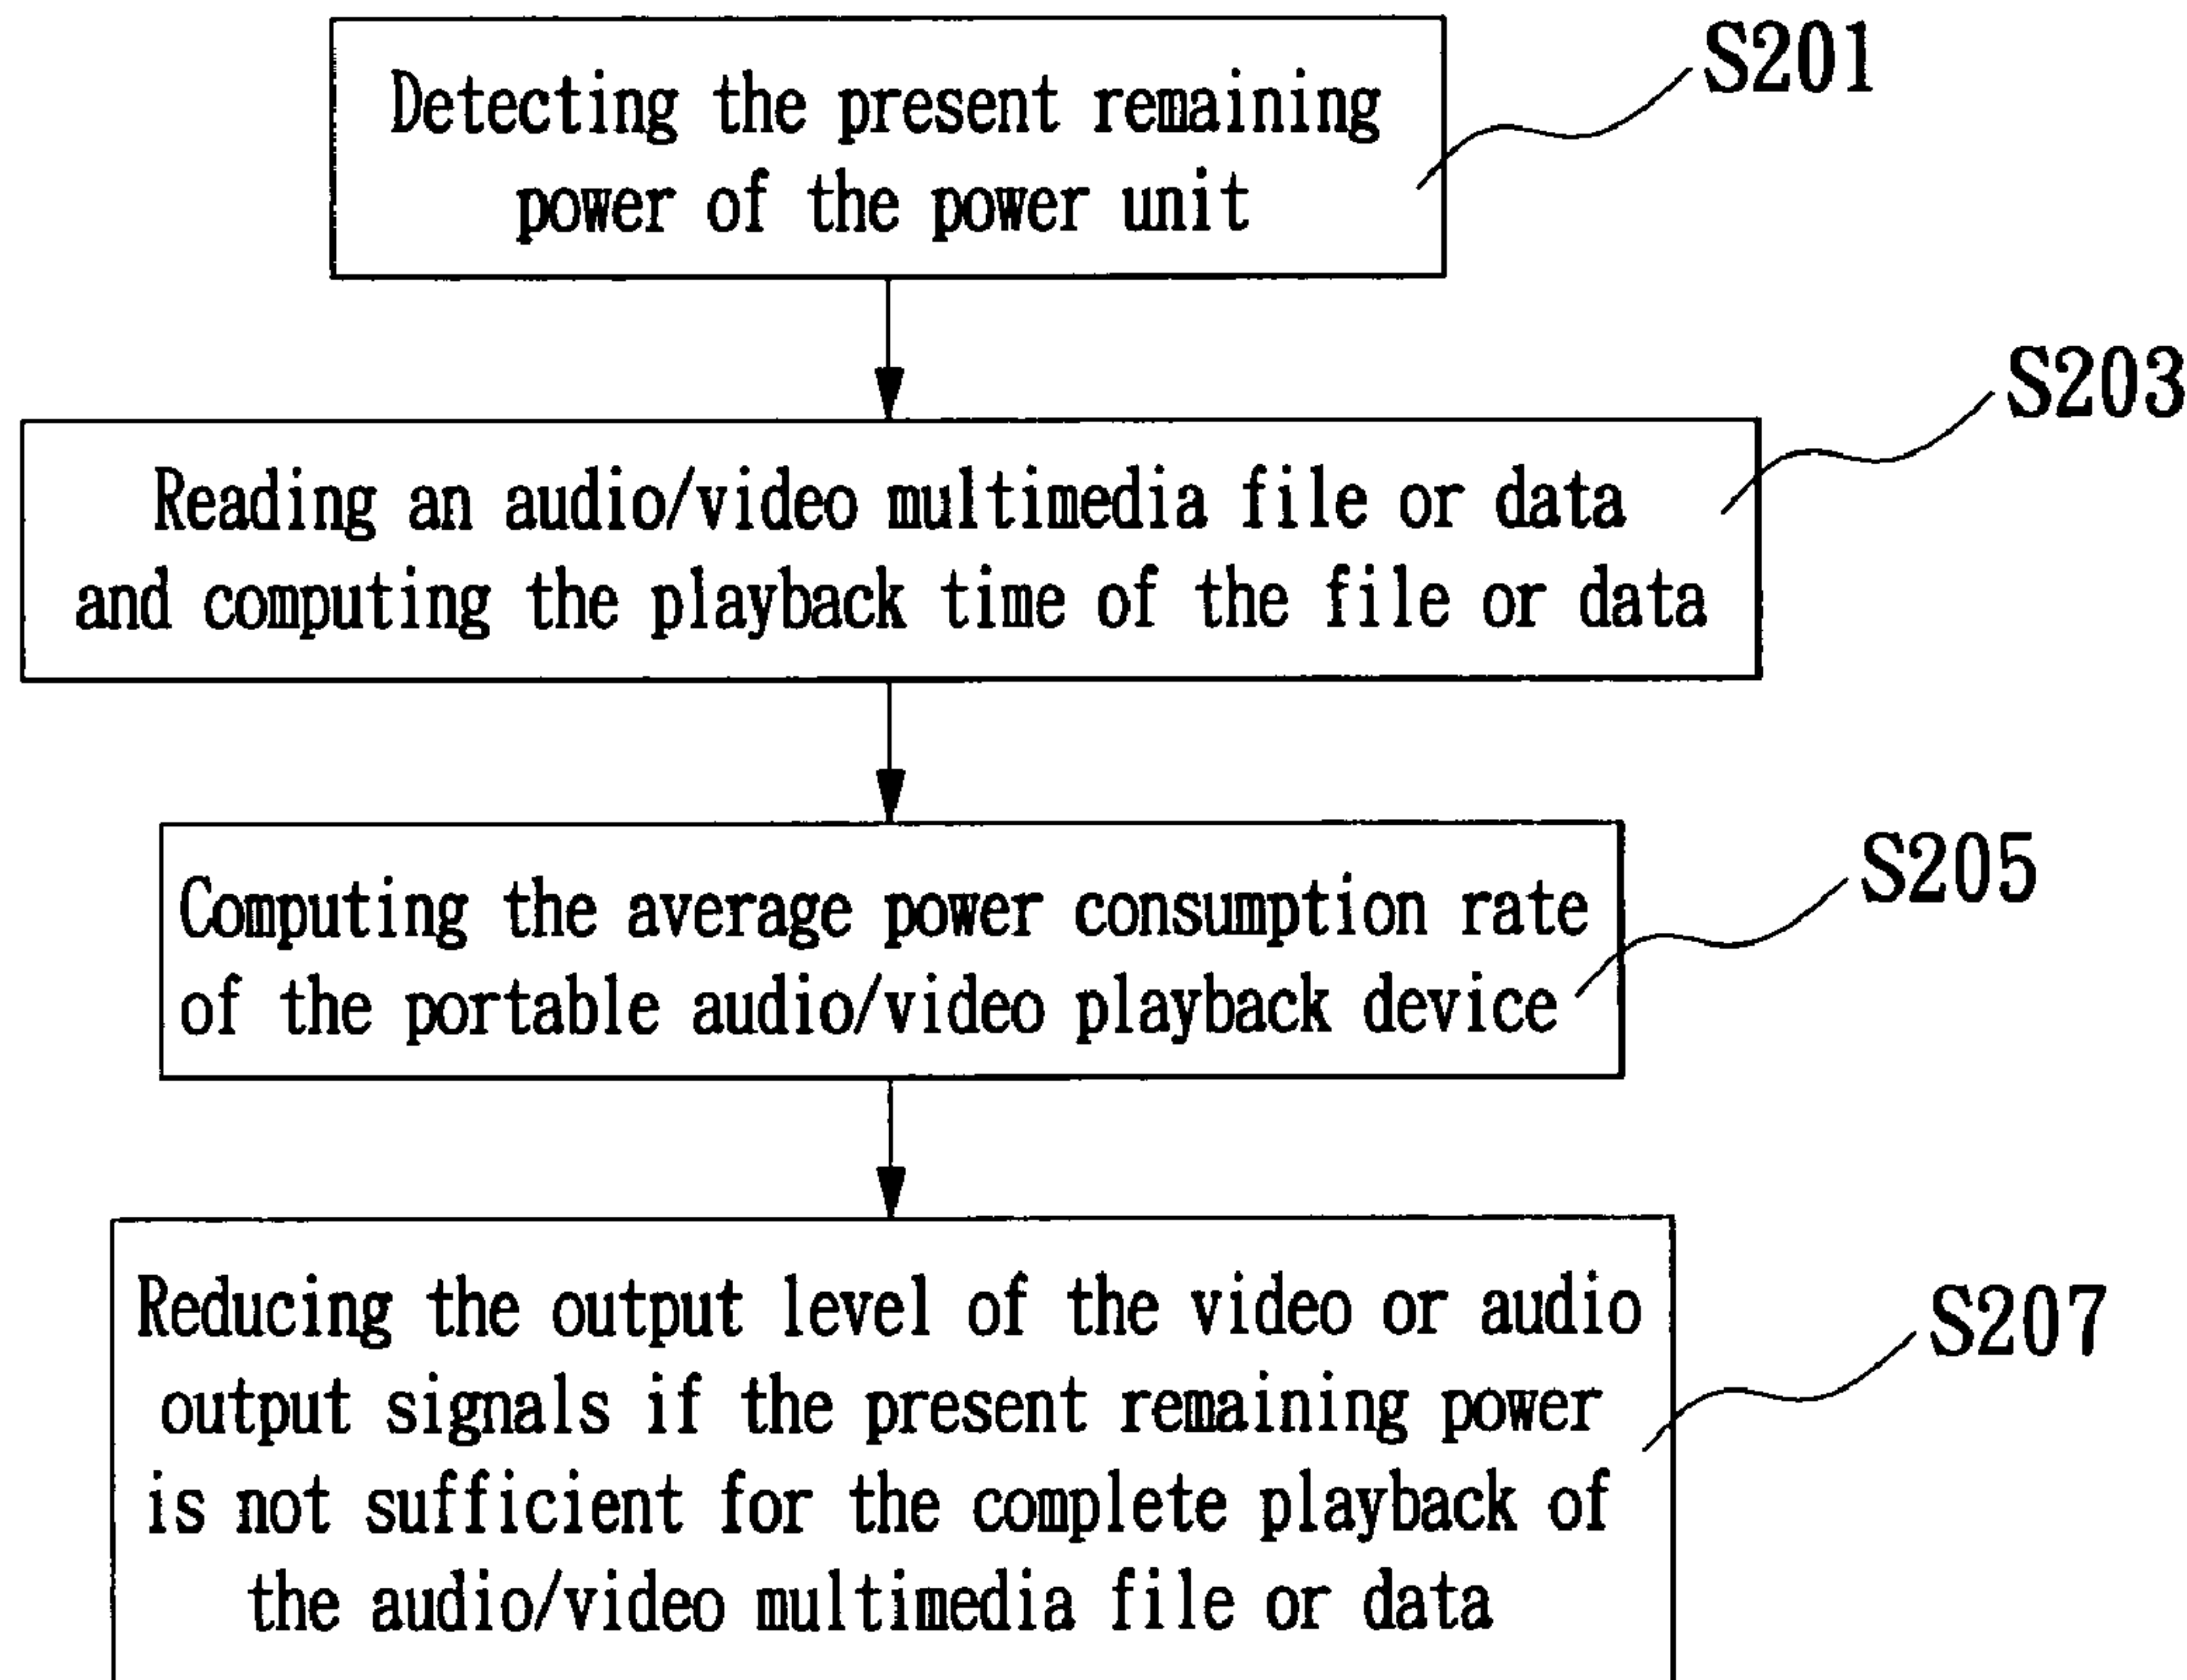 Detecting the present remaining
power of the power unit
S201
Reading an audio/video multimedia file or data
and computing the playback time of the file or data
S203
Computing the average power consumption rate
of the portable audio/video playback device
S205
Reducing the output level of the video or audio
output signals if the present remaining power
is not sufficient for the complete playback of
the audio/video multimedia file or data
S207